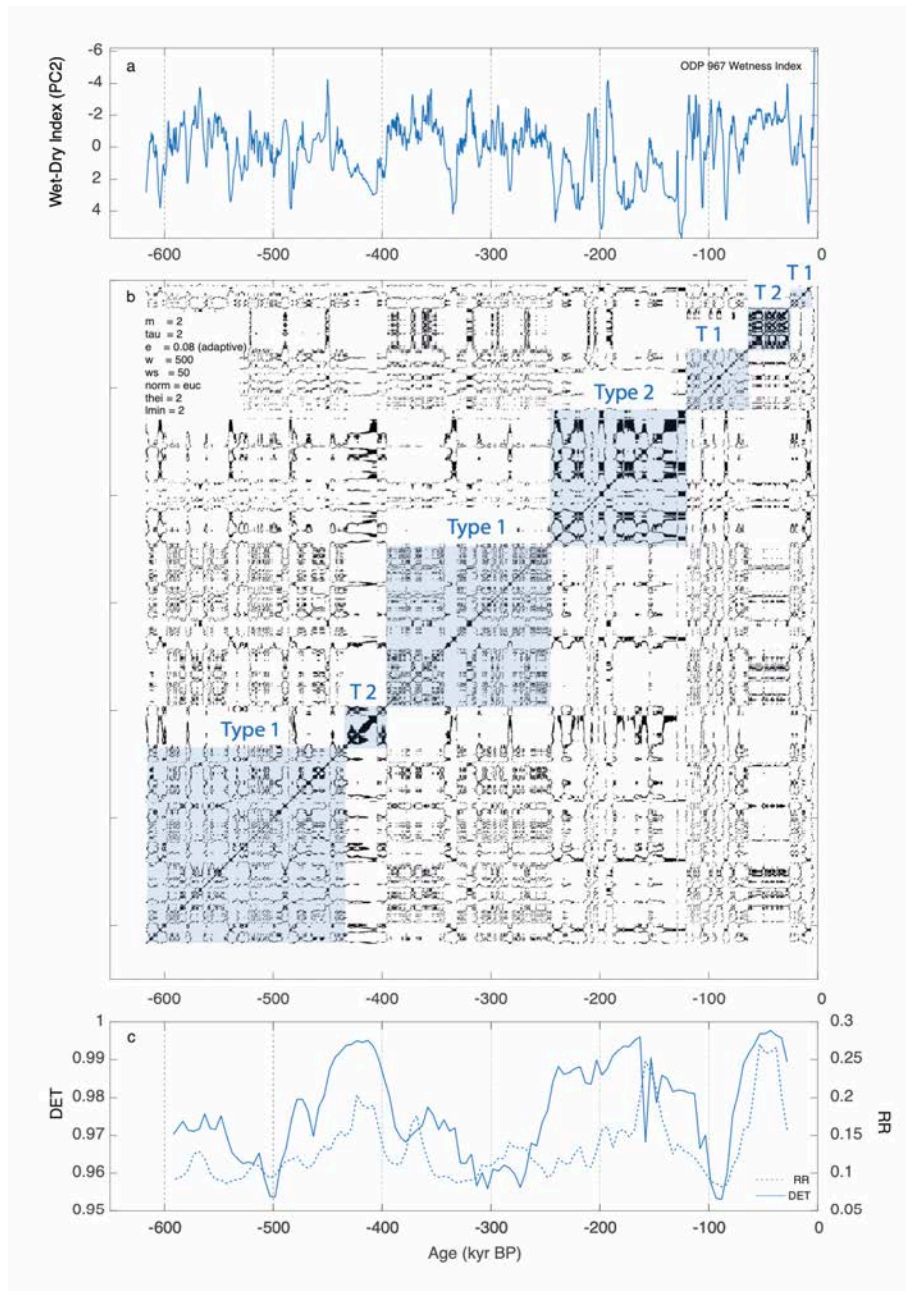 a
ODP 967 Wetness Index
Wet-Dry Index (PC2)
-6
-4
-2
0
2
4
-600
-500
-400
-300
-200
-100
0
b
T 1
T 2
T 1
Type 2
Type 1
T 2
Type 1
m = 2
tau = 2
e = 0.08 (adaptive)
w = 500
ws = 50
norm = euc
thei = 2
lmin = 2
-600
-500
-400
-300
-200
-100
0
c
DET
1
0.99
0.98
0.97
0.96
0.95
RR
0.3
0.25
0.2
0.15
0.1
0.05
RR
DET
-600
-500
-400
-300
-200
-100
0
Age (kyr BP)